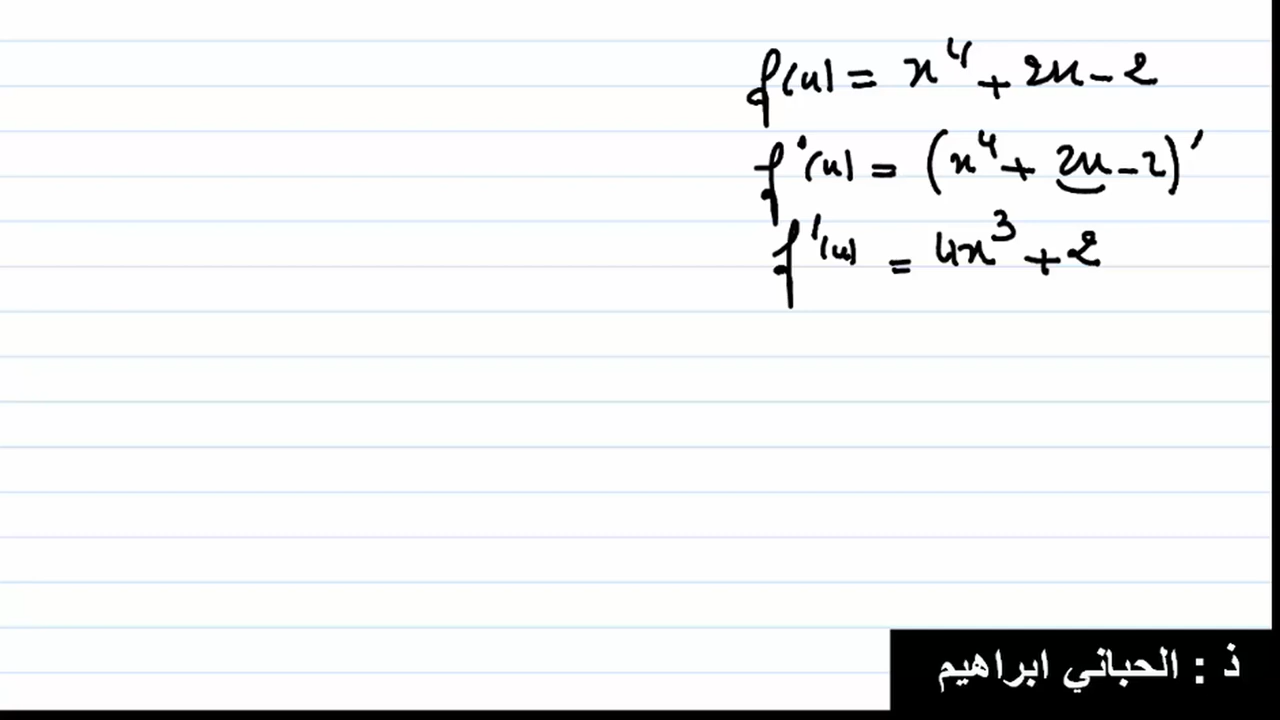 f(x) = x⁴ + 2x - 2
f'(x) = (x⁴ + 2x - 2)'
f'(x) = 4x³ + 2
ذ : الحباني ابراهيم